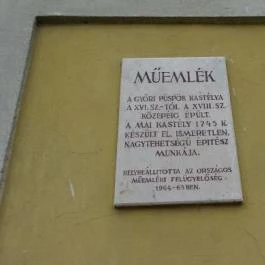 MŰEMLÉK
A GYŐRI PÜSPÖK KASTÉLYA
A XVI. SZ.-TÓL A XVIII. SZ.
KÖZEPÉIG ÉPÜLT.
A MAI KASTÉLY 1745 K.
KÉSZÜLT EL, ISMERETLEN,
NAGYTEHETSÉGŰ ÉPÍTÉSZ
MUNKÁJA.
HELYREÁLLÍTOTTA AZ ORSZÁGOS
MŰEMLÉKI FELÜGYELŐSÉG
1964-65 BEN.